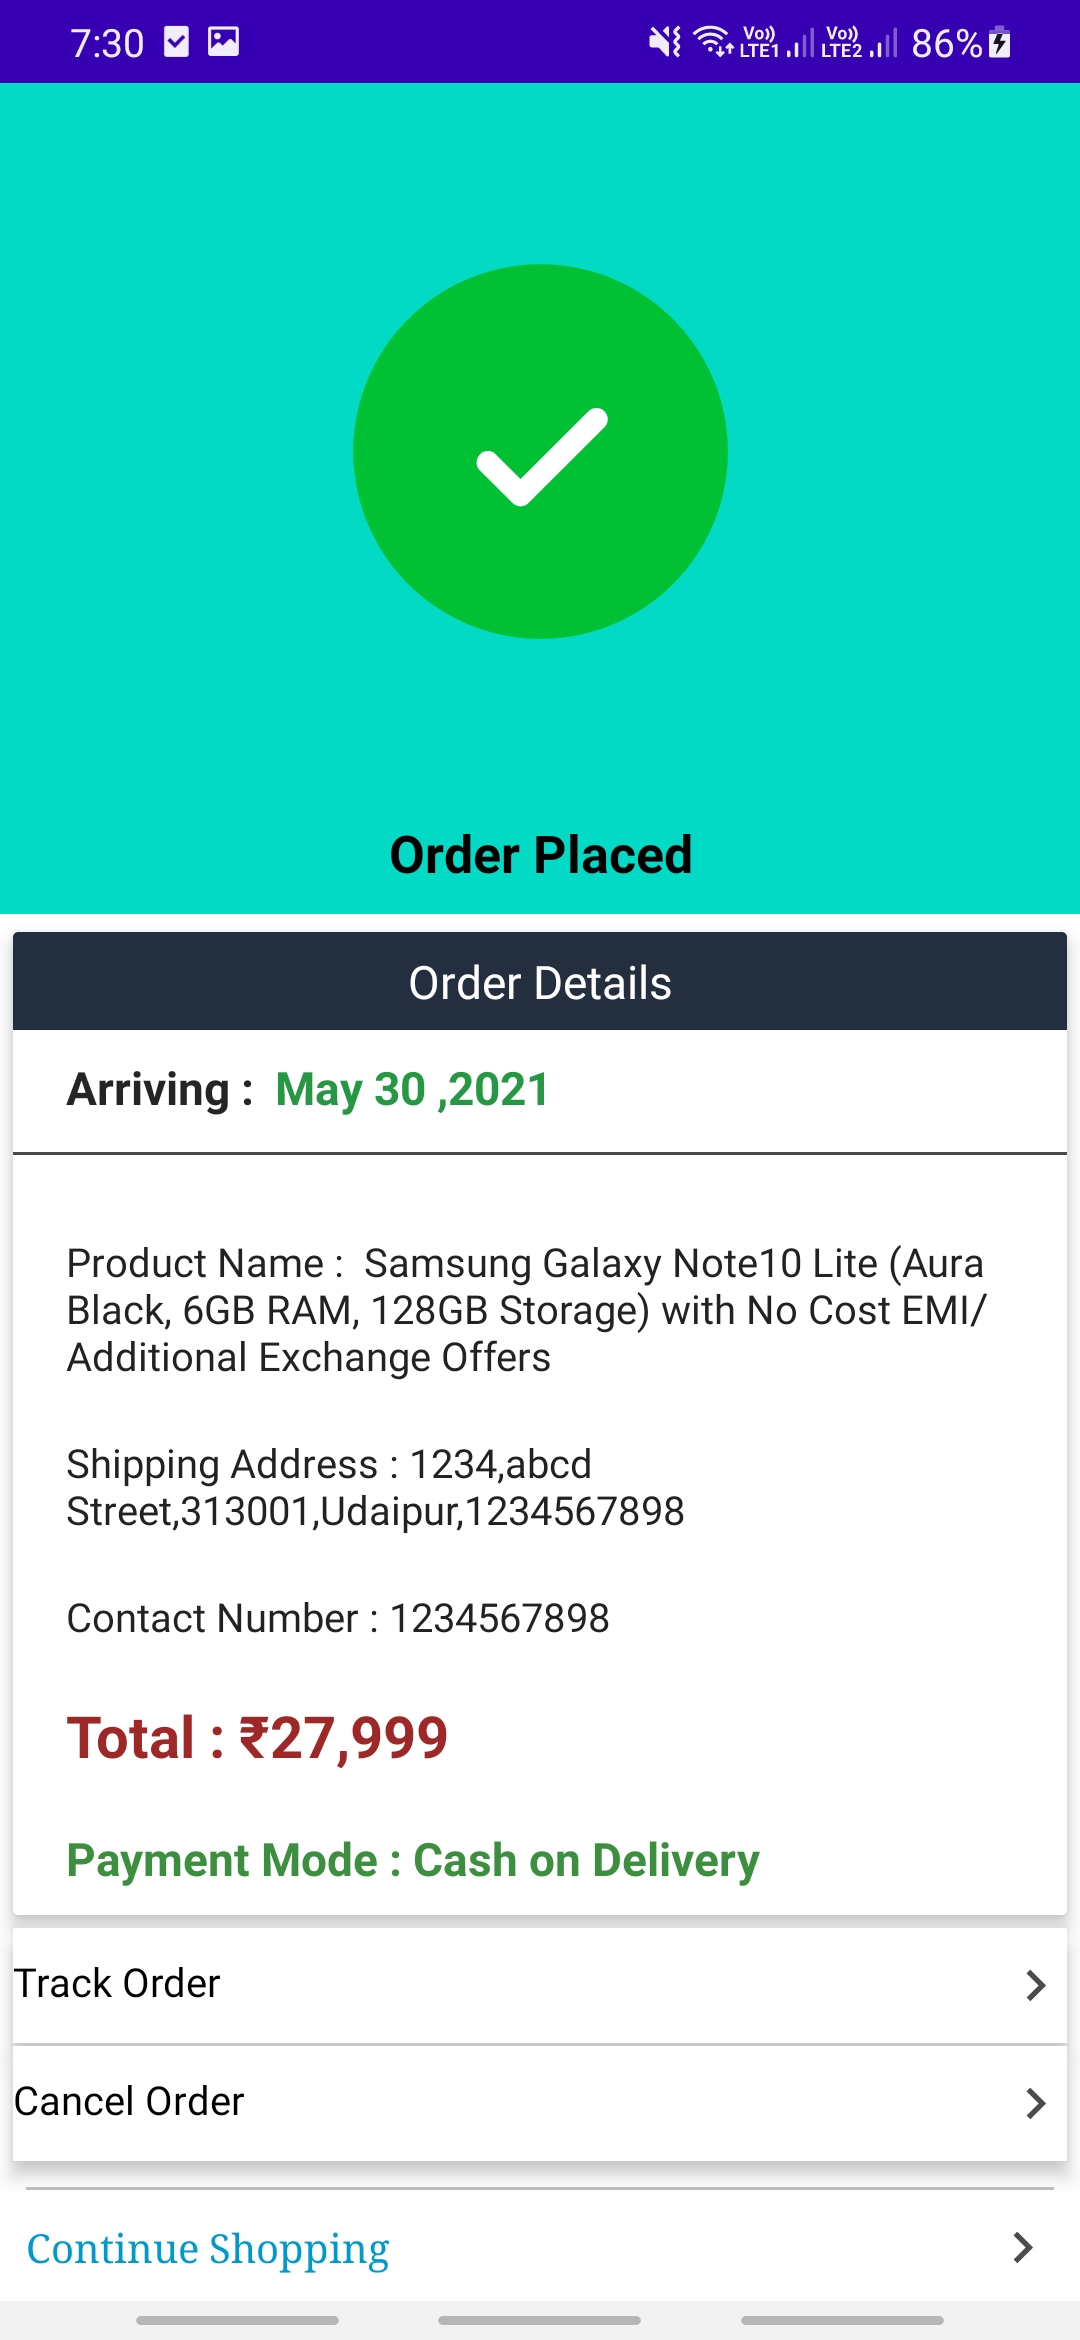 7:30
Vo)) LTE1 Vo)) LTE2 86%
Order Placed
Order Details
Arriving : May 30 ,2021
Product Name : Samsung Galaxy Note10 Lite (Aura
Black, 6GB RAM, 128GB Storage) with No Cost EMI/
Additional Exchange Offers
Shipping Address : 1234,abcd
Street,313001,Udaipur,1234567898
Contact Number : 1234567898
Total : ₹27,999
Payment Mode : Cash on Delivery
Track Order
Cancel Order
Continue Shopping